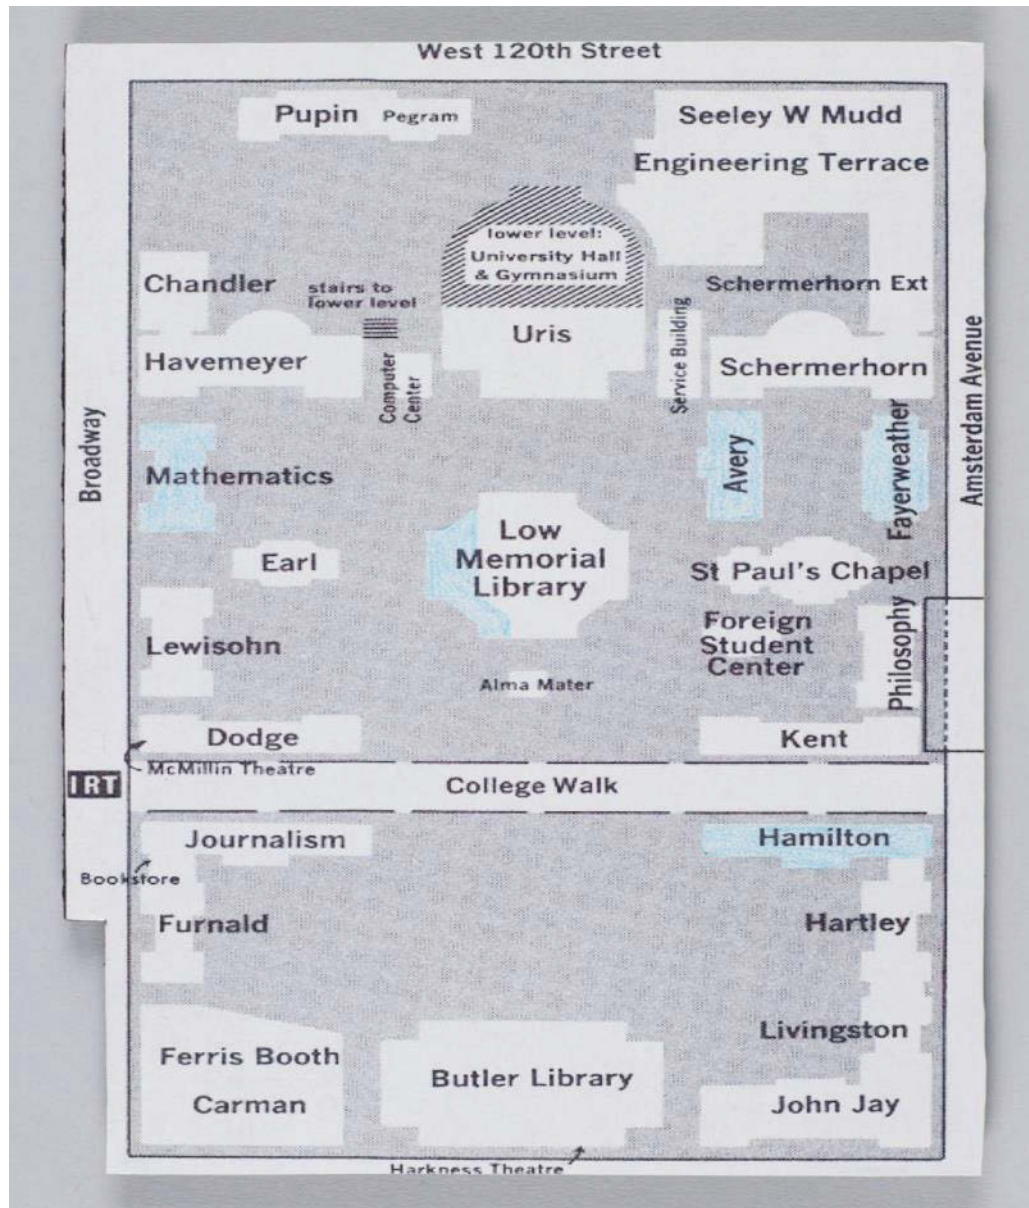 West 120th Street
Pupin Pegram
Seeley W Mudd
Engineering Terrace
lower level:
University Hall
& Gymnasium
Chandler
stairs to
lower level
Schermerhorn Ext
Uris
Havemeyer
Computer
Center
Service Building
Schermerhorn
Broadway
Amsterdam Avenue
Mathematics
Avery
Fayerweather
Low
Memorial
Library
Earl
St Paul's Chapel
Lewisohn
Foreign
Student
Center
Philosophy
Alma Mater
Dodge
Kent
McMillin Theatre
IRT
College Walk
Journalism
Hamilton
Bookstore
Furnald
Hartley
Livingston
Ferris Booth
Carman
Butler Library
John Jay
Harkness Theatre